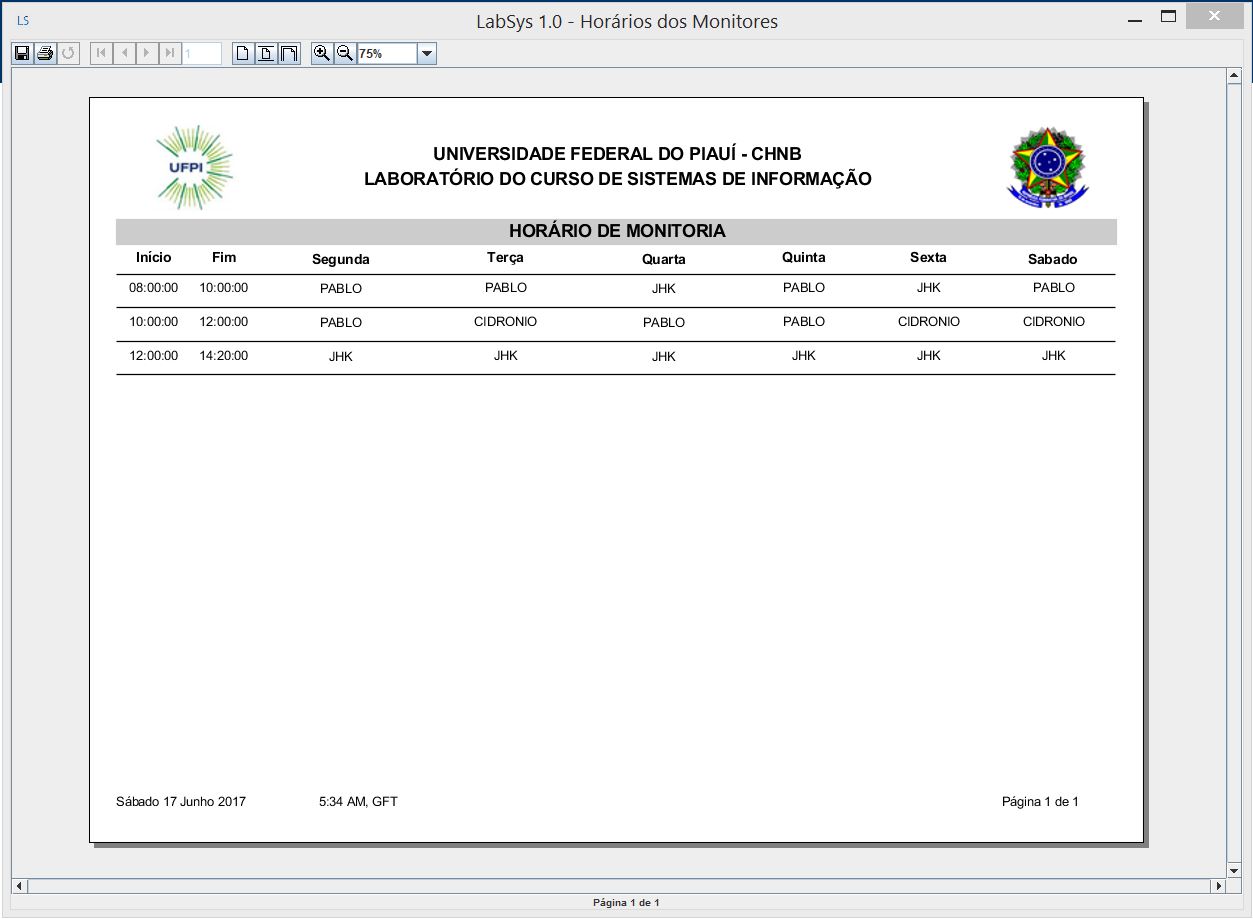 LS LabSys 1.0 - Horários dos Monitores
1 75%
UFPI
UNIVERSIDADE FEDERAL DO PIAUÍ - CHNB
LABORATÓRIO DO CURSO DE SISTEMAS DE INFORMAÇÃO
HORÁRIO DE MONITORIA
Início Fim Segunda Terça Quarta Quinta Sexta Sabado
08:00:00 10:00:00 PABLO PABLO JHK PABLO JHK PABLO
10:00:00 12:00:00 PABLO CIDRONIO PABLO PABLO CIDRONIO CIDRONIO
12:00:00 14:20:00 JHK JHK JHK JHK JHK JHK
Sábado 17 Junho 2017 5:34 AM, GFT Página 1 de 1
Página 1 de 1